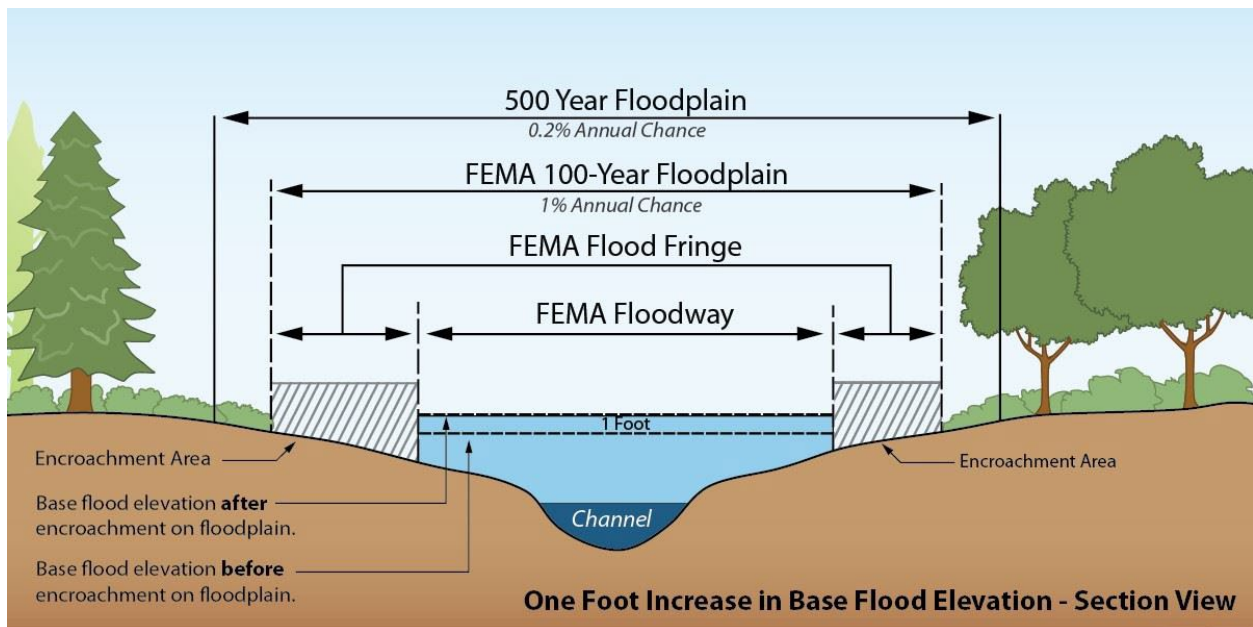 500 Year Floodplain
0.2% Annual Chance
FEMA 100-Year Floodplain
1% Annual Chance
FEMA Flood Fringe
FEMA Floodway
1 Foot
Encroachment Area
Encroachment Area
Base flood elevation after
encroachment on floodplain.
Channel
Base flood elevation before
encroachment on floodplain.
One Foot Increase in Base Flood Elevation - Section View